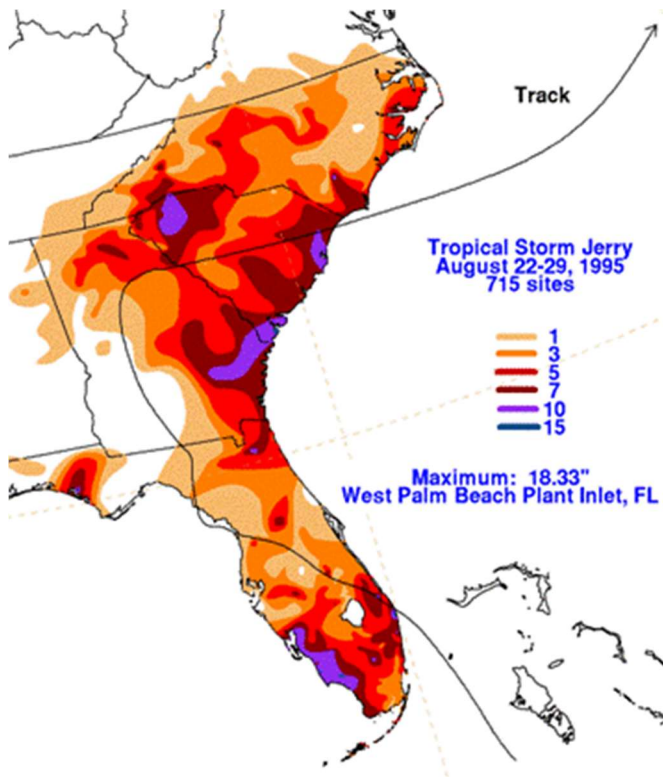 Track
Tropical Storm Jerry
August 22-29, 1995
715 sites
1
3
5
7
10
15
Maximum: 18.33"
West Palm Beach Plant Inlet, FL